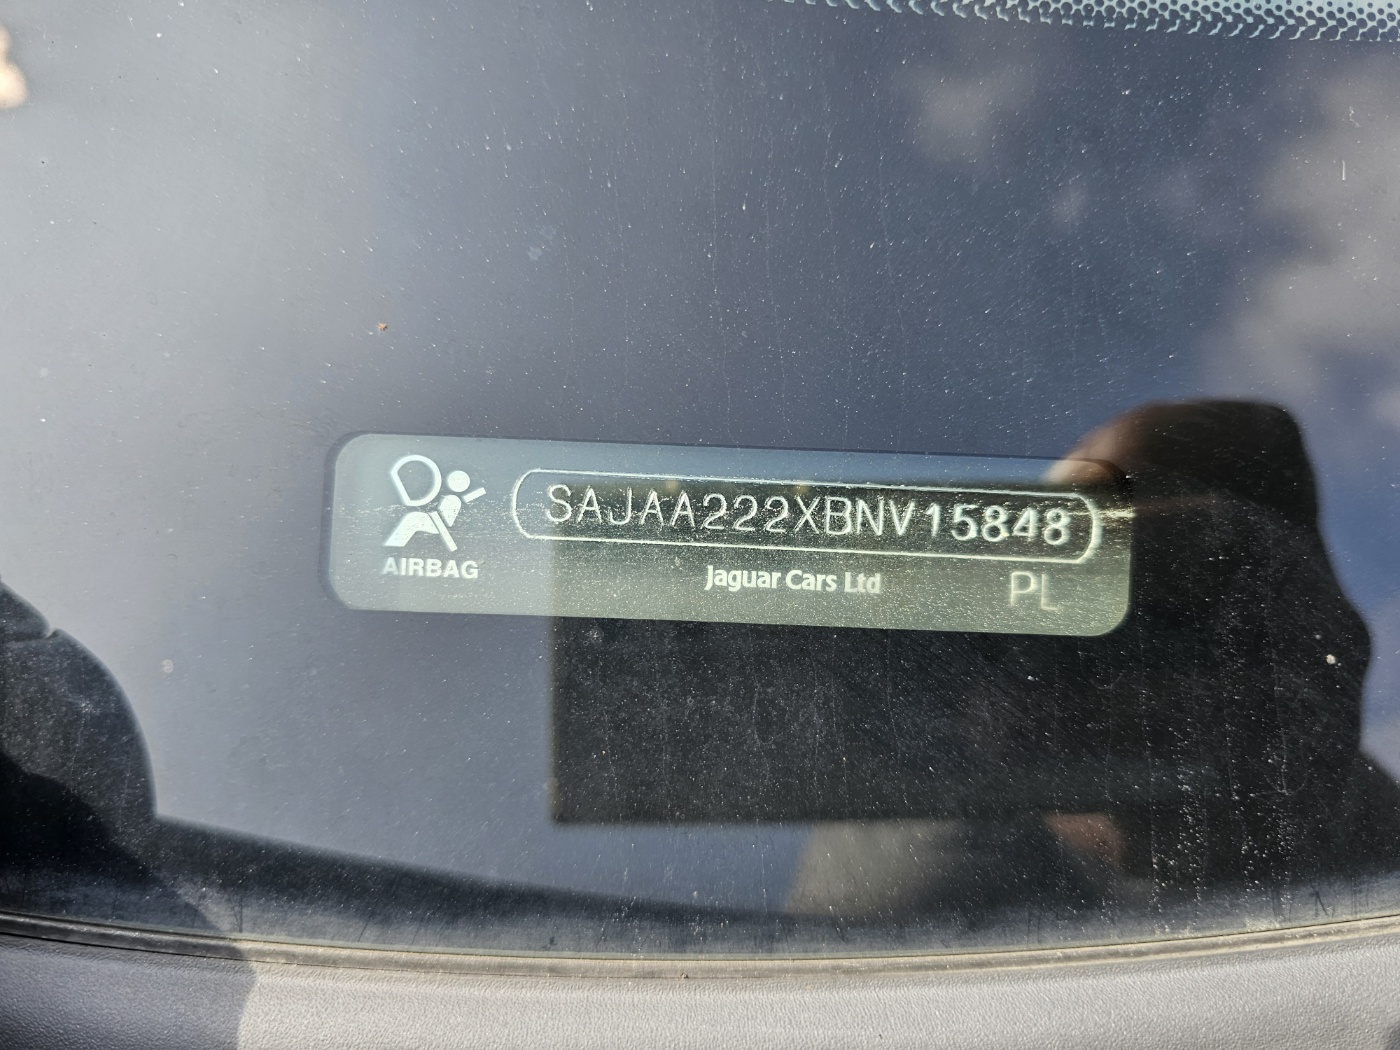 SAJAA222XBNV15848
AIRBAG
Jaguar Cars Ltd
PL